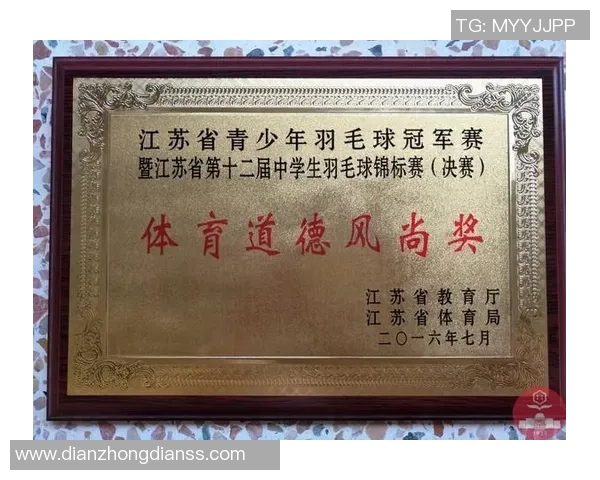 TG: MYYJJPP
江苏省青少年羽毛球冠军赛
暨江苏省第十二届中学生羽毛球锦标赛（决赛）
体育道德风尚奖
江苏省教育厅
江苏省体育局
二〇一六年七月
www.dianzhongdianss.com/